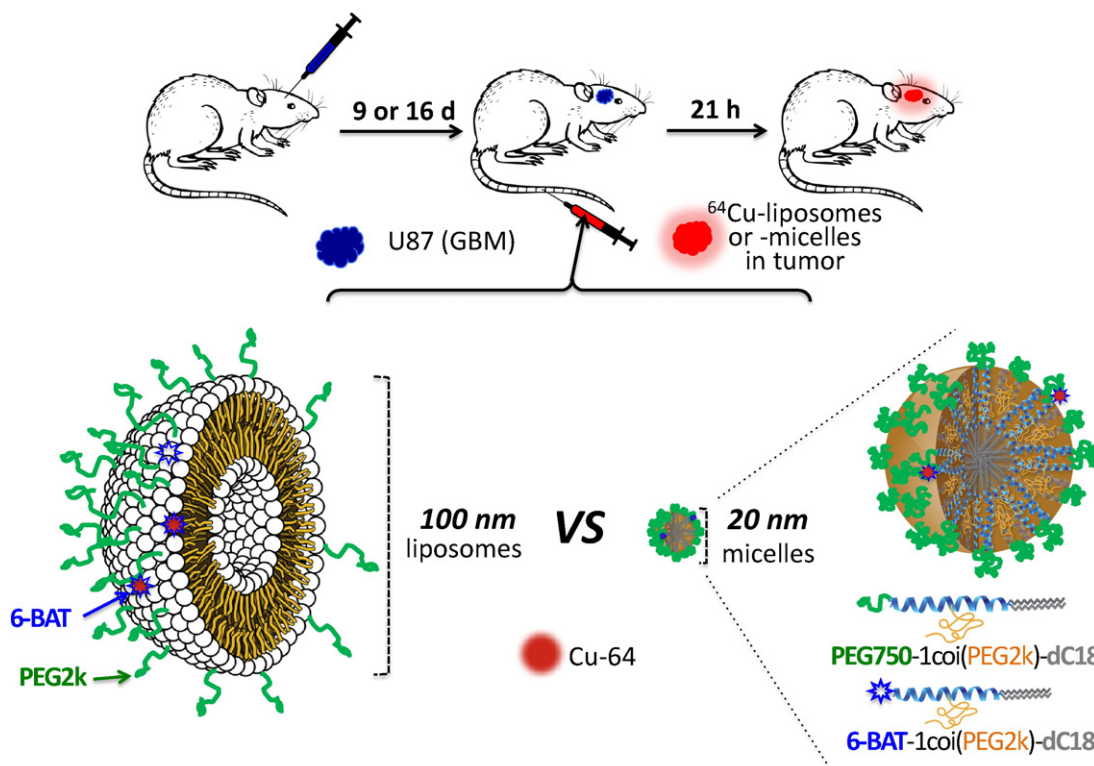 9 or 16 d
21 h
U87 (GBM)
⁶⁴Cu-liposomes
or -micelles
in tumor
100 nm
liposomes
VS
20 nm
micelles
6-BAT
PEG2k
Cu-64
PEG750-1coi(PEG2k)-dC18
6-BAT-1coi(PEG2k)-dC18